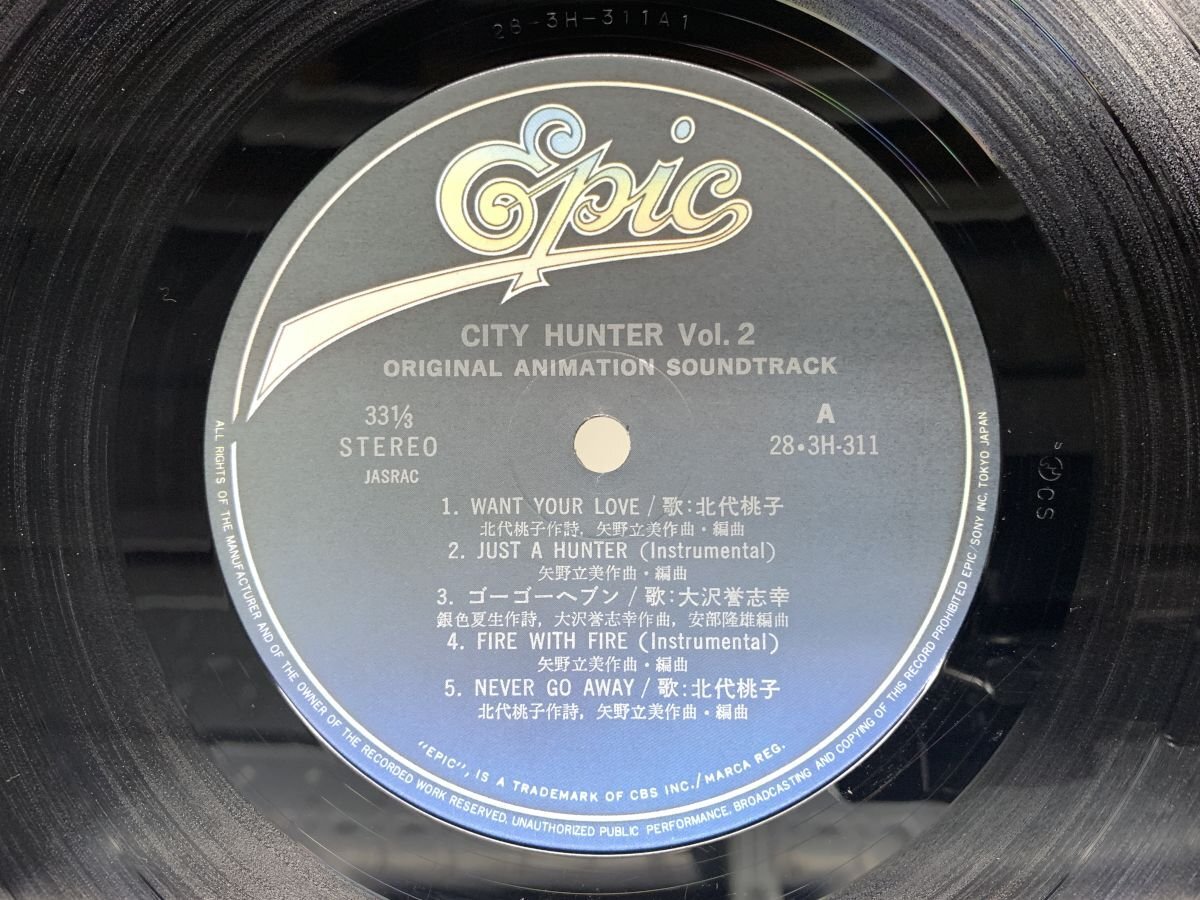 28-3H-311A1
Epic
CITY HUNTER Vol. 2
ORIGINAL ANIMATION SOUNDTRACK
33⅓
STEREO
JASRAC
A
28•3H-311
1. WANT YOUR LOVE / 歌:北代桃子
北代桃子作詩, 矢野立美作曲・編曲
2. JUST A HUNTER (Instrumental)
矢野立美作曲・編曲
3. ゴーゴーヘブン / 歌:大沢誉志幸
銀色夏生作詩, 大沢誉志幸作曲, 安部隆雄編曲
4. FIRE WITH FIRE (Instrumental)
矢野立美作曲・編曲
5. NEVER GO AWAY / 歌:北代桃子
北代桃子作詩, 矢野立美作曲・編曲
"EPIC", IS A TRADEMARK OF CBS INC./MARCA REG.
ALL RIGHTS OF THE MANUFACTURER AND OF THE OWNER OF THE RECORDED WORK RESERVED. UNAUTHORIZED PUBLIC PERFORMANCE, BROADCASTING AND COPYING OF THIS RECORD PROHIBITED EPIC/SONY INC. TOKYO JAPAN
2
CS